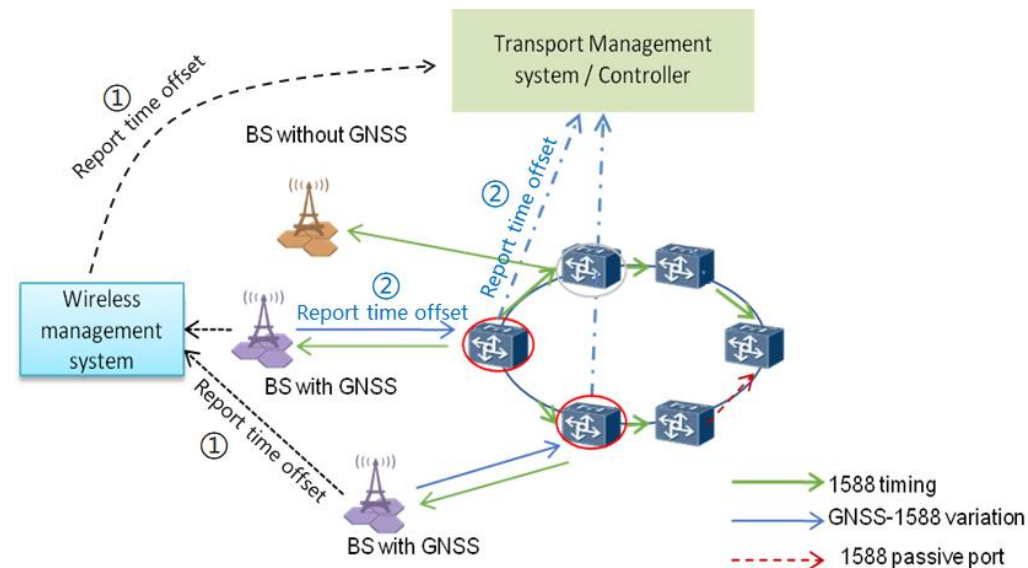 Transport Management
system / Controller
①
Report time offset
BS without GNSS
②
Report time offset
Wireless
management
system
②
Report time offset
BS with GNSS
Report time offset
①
BS with GNSS
1588 timing
GNSS-1588 variation
1588 passive port